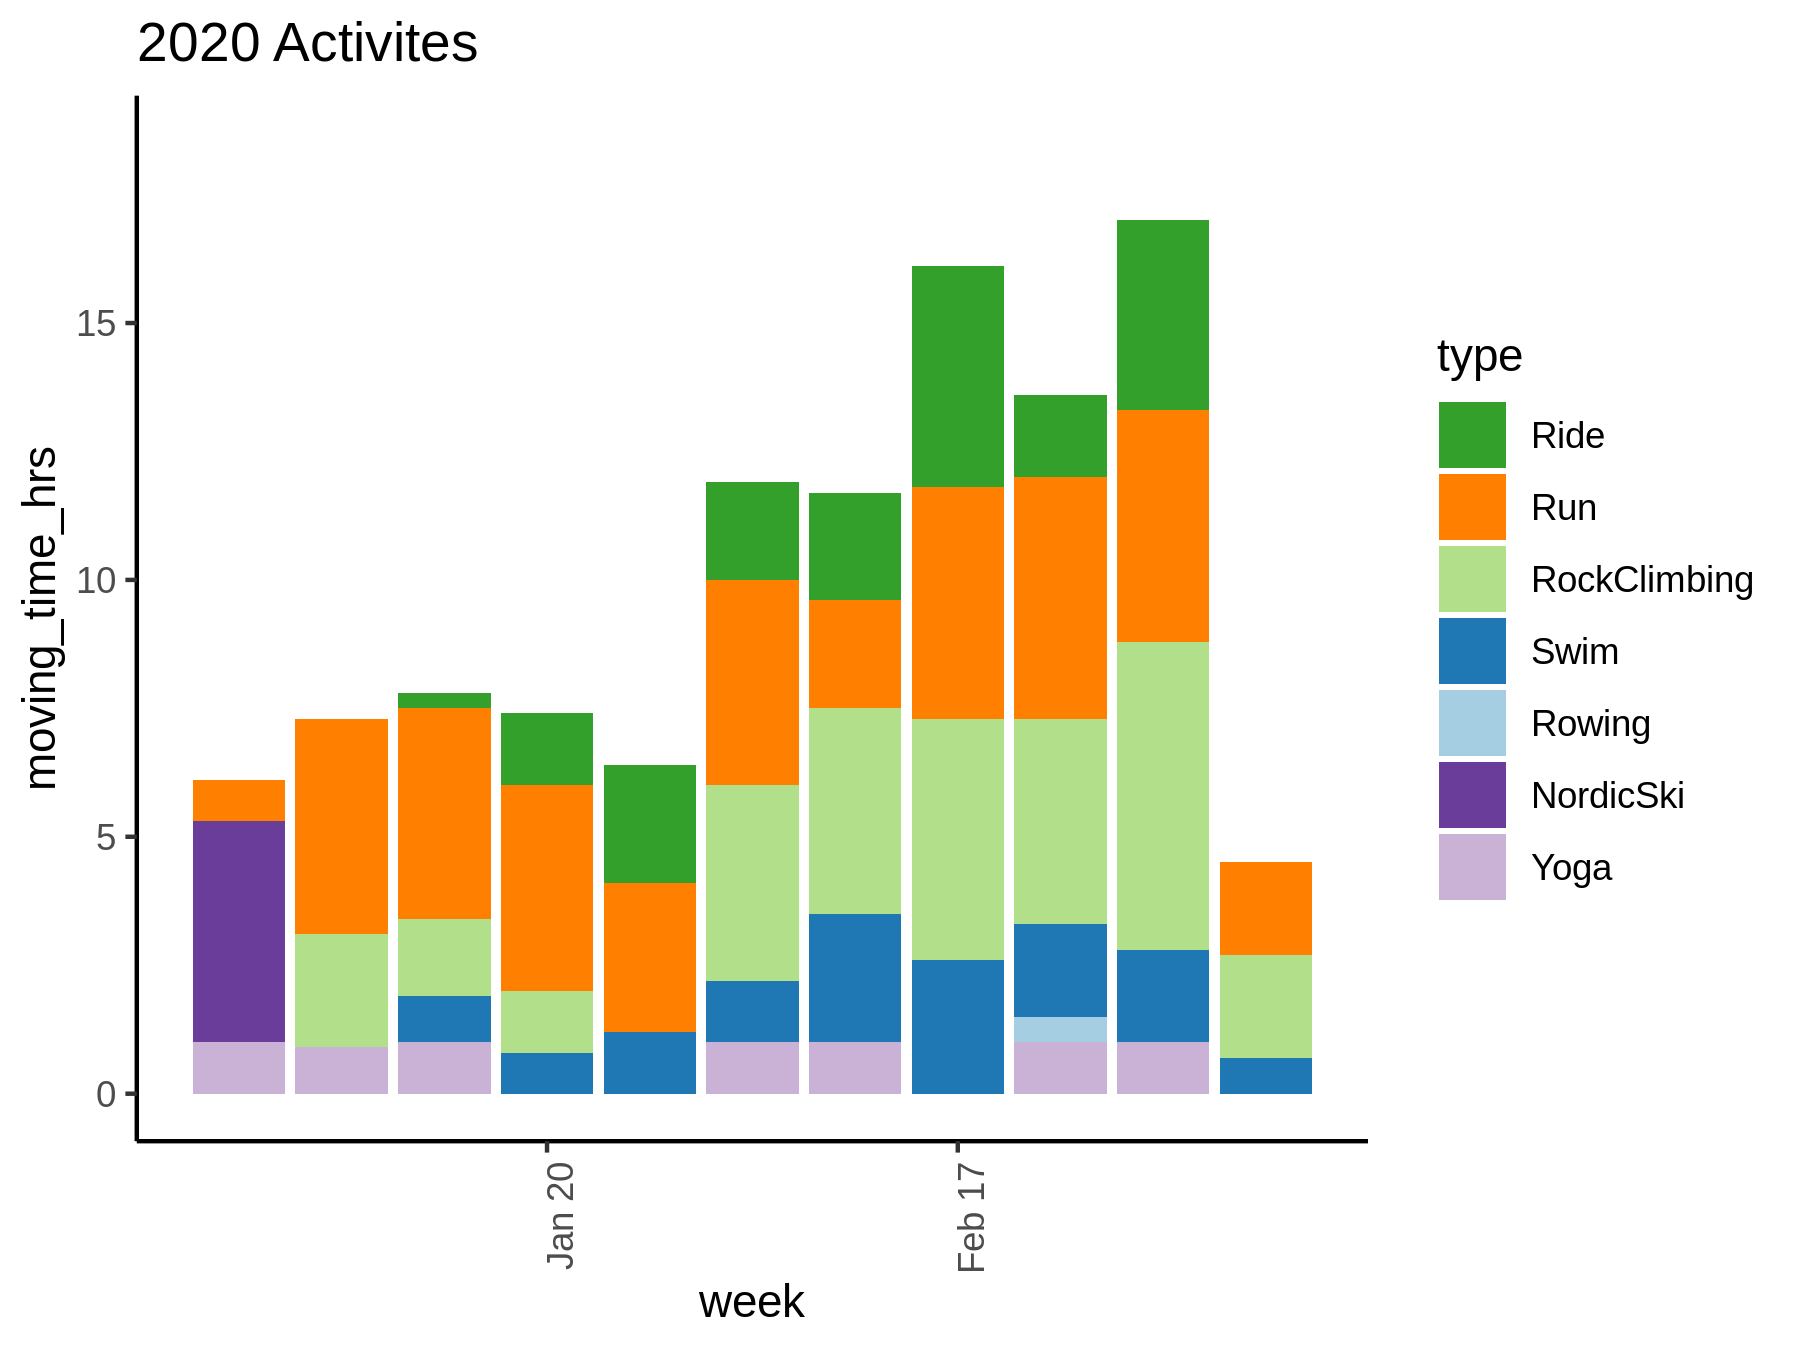 2020 Activites
moving_time_hrs
15
10
5
0
Jan 20
Feb 17
week
type
Ride
Run
RockClimbing
Swim
Rowing
NordicSki
Yoga